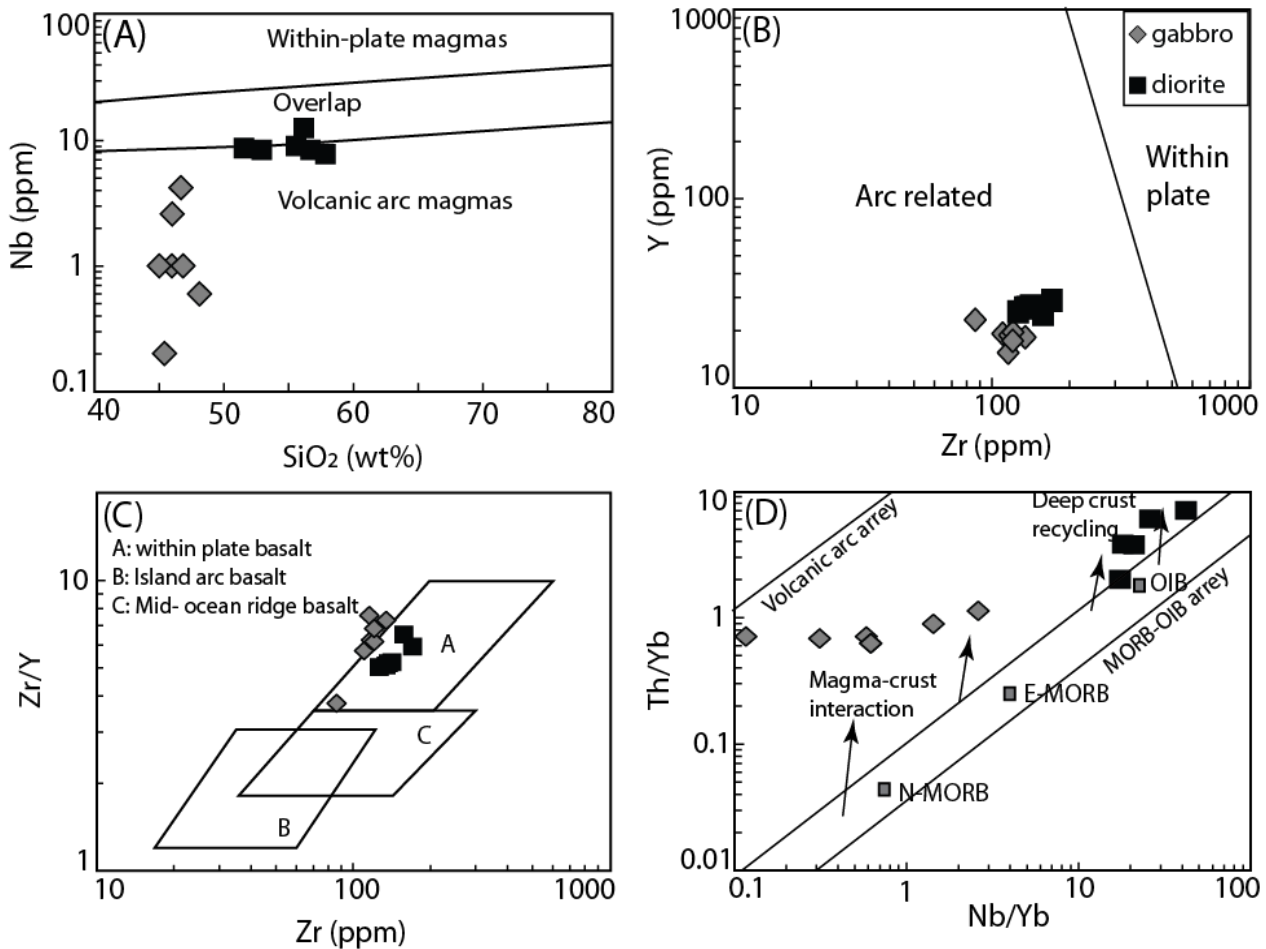 (A)
Within-plate magmas
Overlap
Volcanic arc magmas
100
10
1
0.1
Nb (ppm)
40
50
60
70
80
SiO₂ (wt%)
(B)
gabbro
diorite
Arc related
Within
plate
1000
100
10
Y (ppm)
10
100
1000
Zr (ppm)
(C)
A: within plate basalt
B: Island arc basalt
C: Mid- ocean ridge basalt
A
C
B
10
1
Zr/Y
10
100
1000
Zr (ppm)
(D)
Deep crust
recycling
Volcanic arc arrey
OIB
MORB-OIB arrey
Magma-crust
interaction
E-MORB
N-MORB
10
1
0.1
0.01
Th/Yb
0.1
1
10
100
Nb/Yb